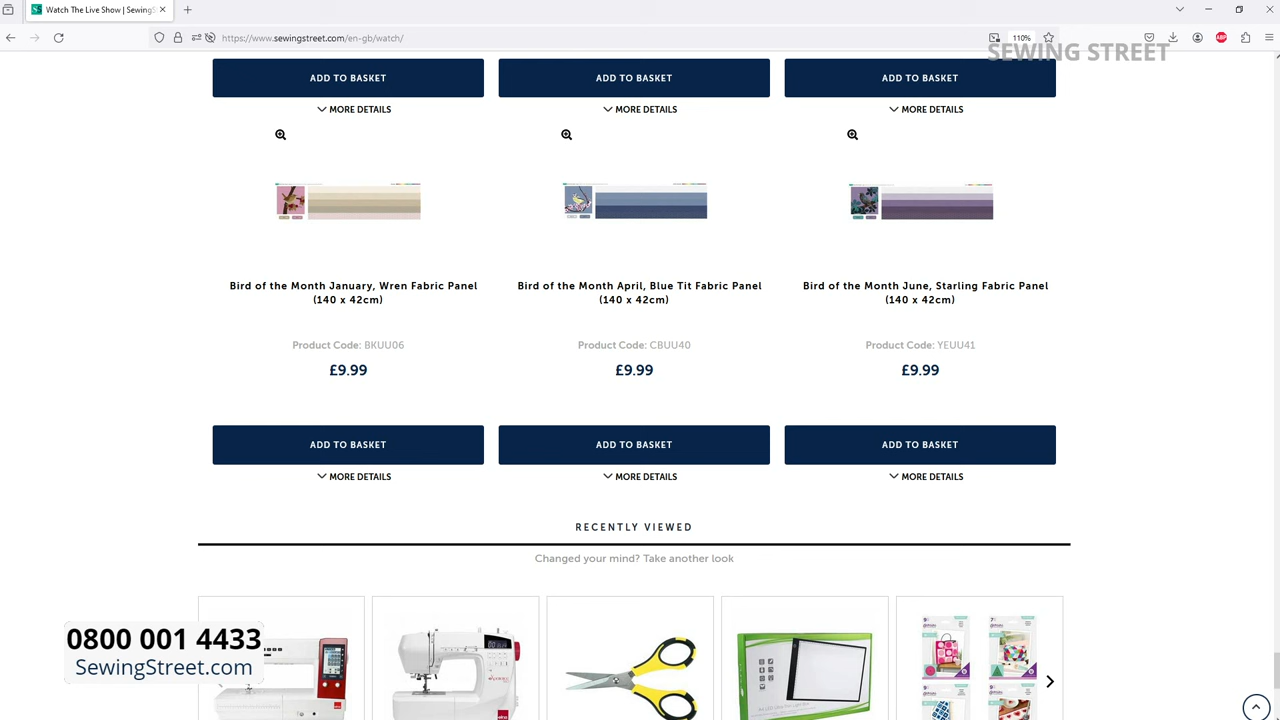 Watch The Live Show | Sewing
https://www.sewingstreet.com/en-gb/watch/
110%
ABP
SEWING STREET
ADD TO BASKET ADD TO BASKET ADD TO BASKET
MORE DETAILS MORE DETAILS MORE DETAILS
Bird of the Month January, Wren Fabric Panel
(140 x 42cm)
Bird of the Month April, Blue Tit Fabric Panel
(140 x 42cm)
Bird of the Month June, Starling Fabric Panel
(140 x 42cm)
Product Code: BKUU06 Product Code: CBUU40 Product Code: YEUU41
£9.99 £9.99 £9.99
ADD TO BASKET ADD TO BASKET ADD TO BASKET
MORE DETAILS MORE DETAILS MORE DETAILS
RECENTLY VIEWED
Changed your mind? Take another look
0800 001 4433
SewingStreet.com